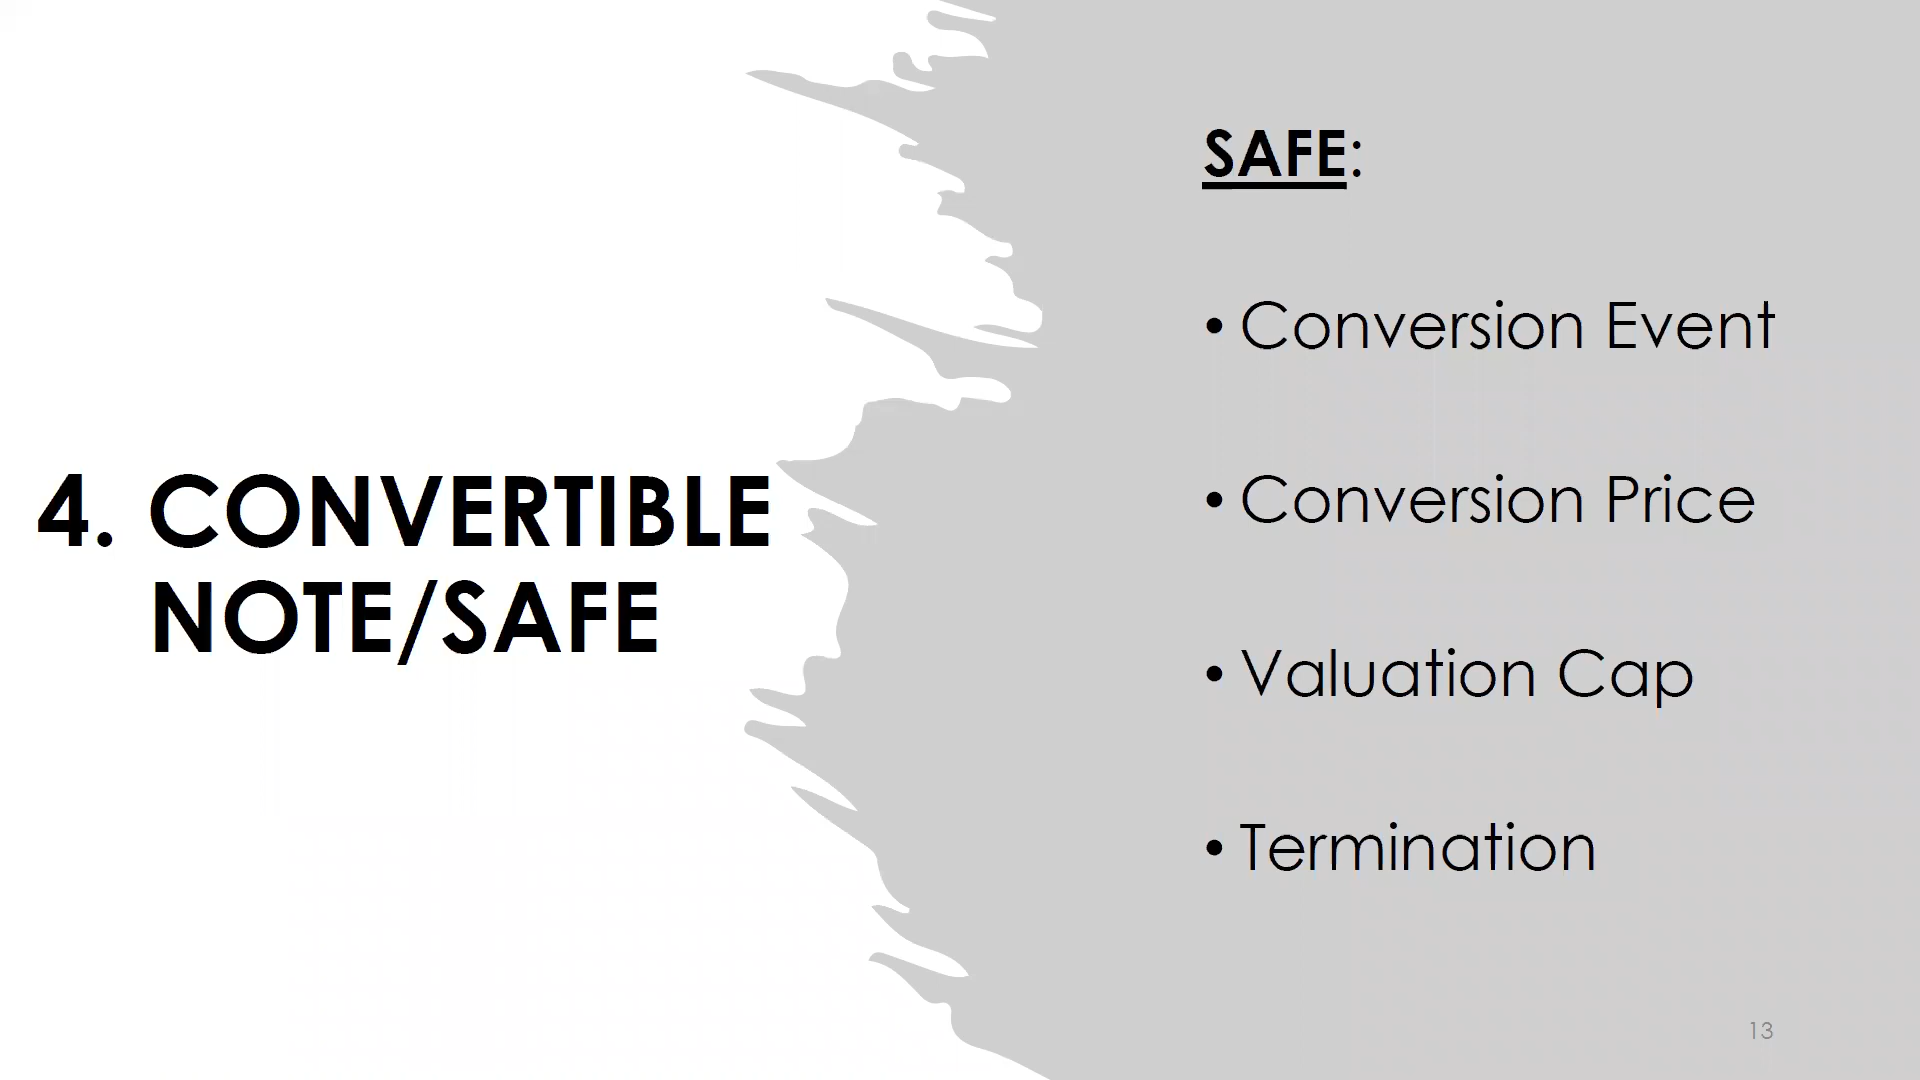 4. CONVERTIBLE
NOTE/SAFE
SAFE:
• Conversion Event
• Conversion Price
• Valuation Cap
• Termination
13